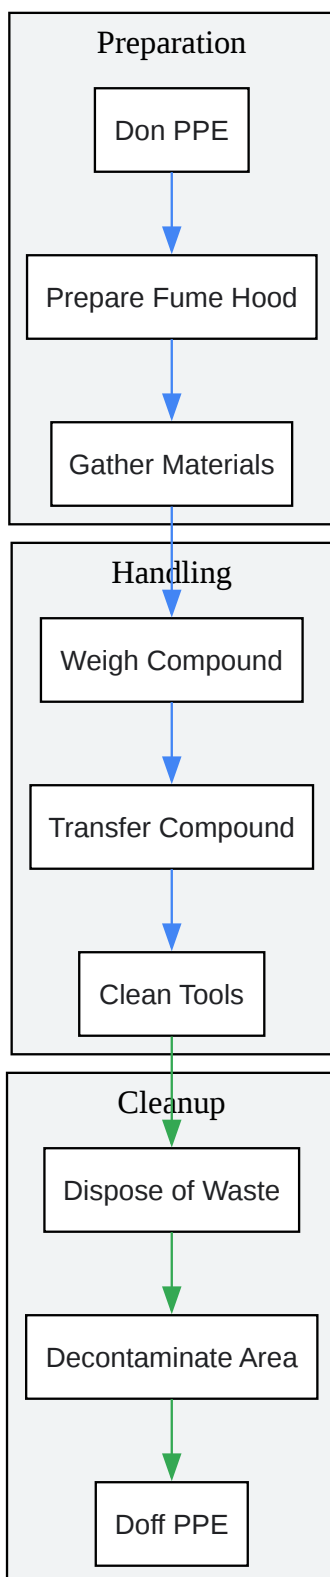 Preparation
Don PPE
Prepare Fume Hood
Gather Materials
Handling
Weigh Compound
Transfer Compound
Clean Tools
Cleanup
Dispose of Waste
Decontaminate Area
Doff PPE